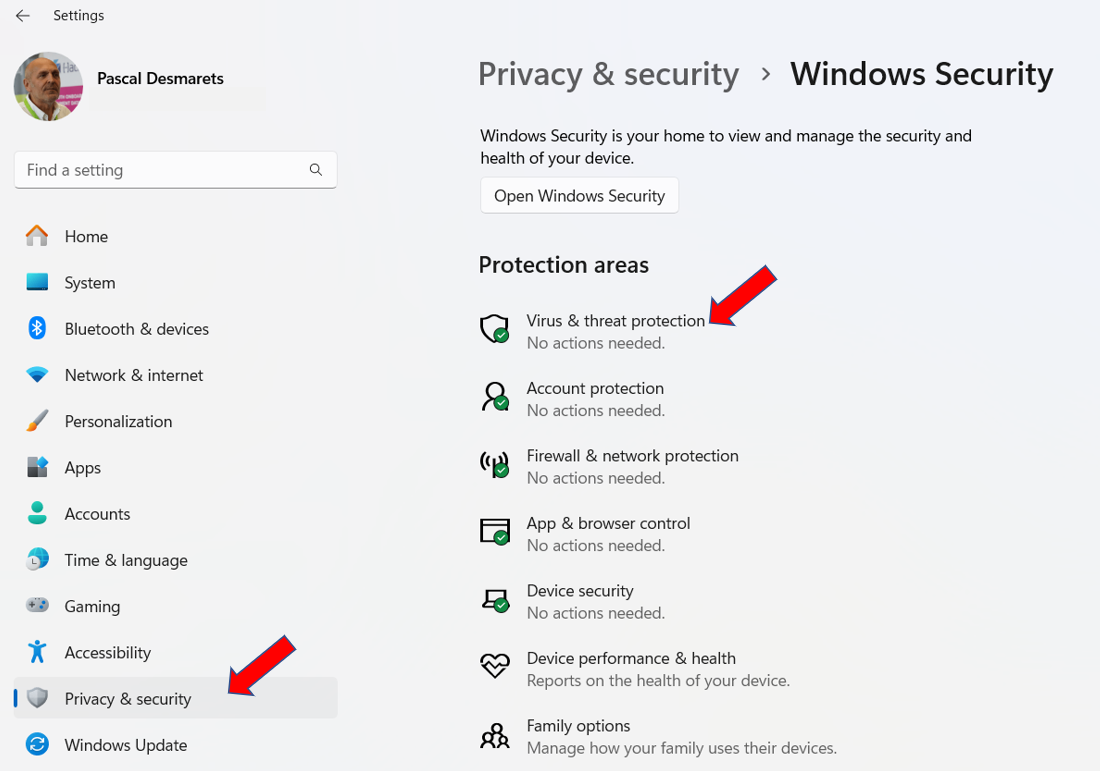 Settings
Pascal Desmarets
Find a setting
Home
System
Bluetooth & devices
Network & internet
Personalization
Apps
Accounts
Time & language
Gaming
Accessibility
Privacy & security
Windows Update
Privacy & security > Windows Security
Windows Security is your home to view and manage the security and
health of your device.
Open Windows Security
Protection areas
Virus & threat protection
No actions needed.
Account protection
No actions needed.
Firewall & network protection
No actions needed.
App & browser control
No actions needed.
Device security
No actions needed.
Device performance & health
Reports on the health of your device.
Family options
Manage how your family uses their devices.